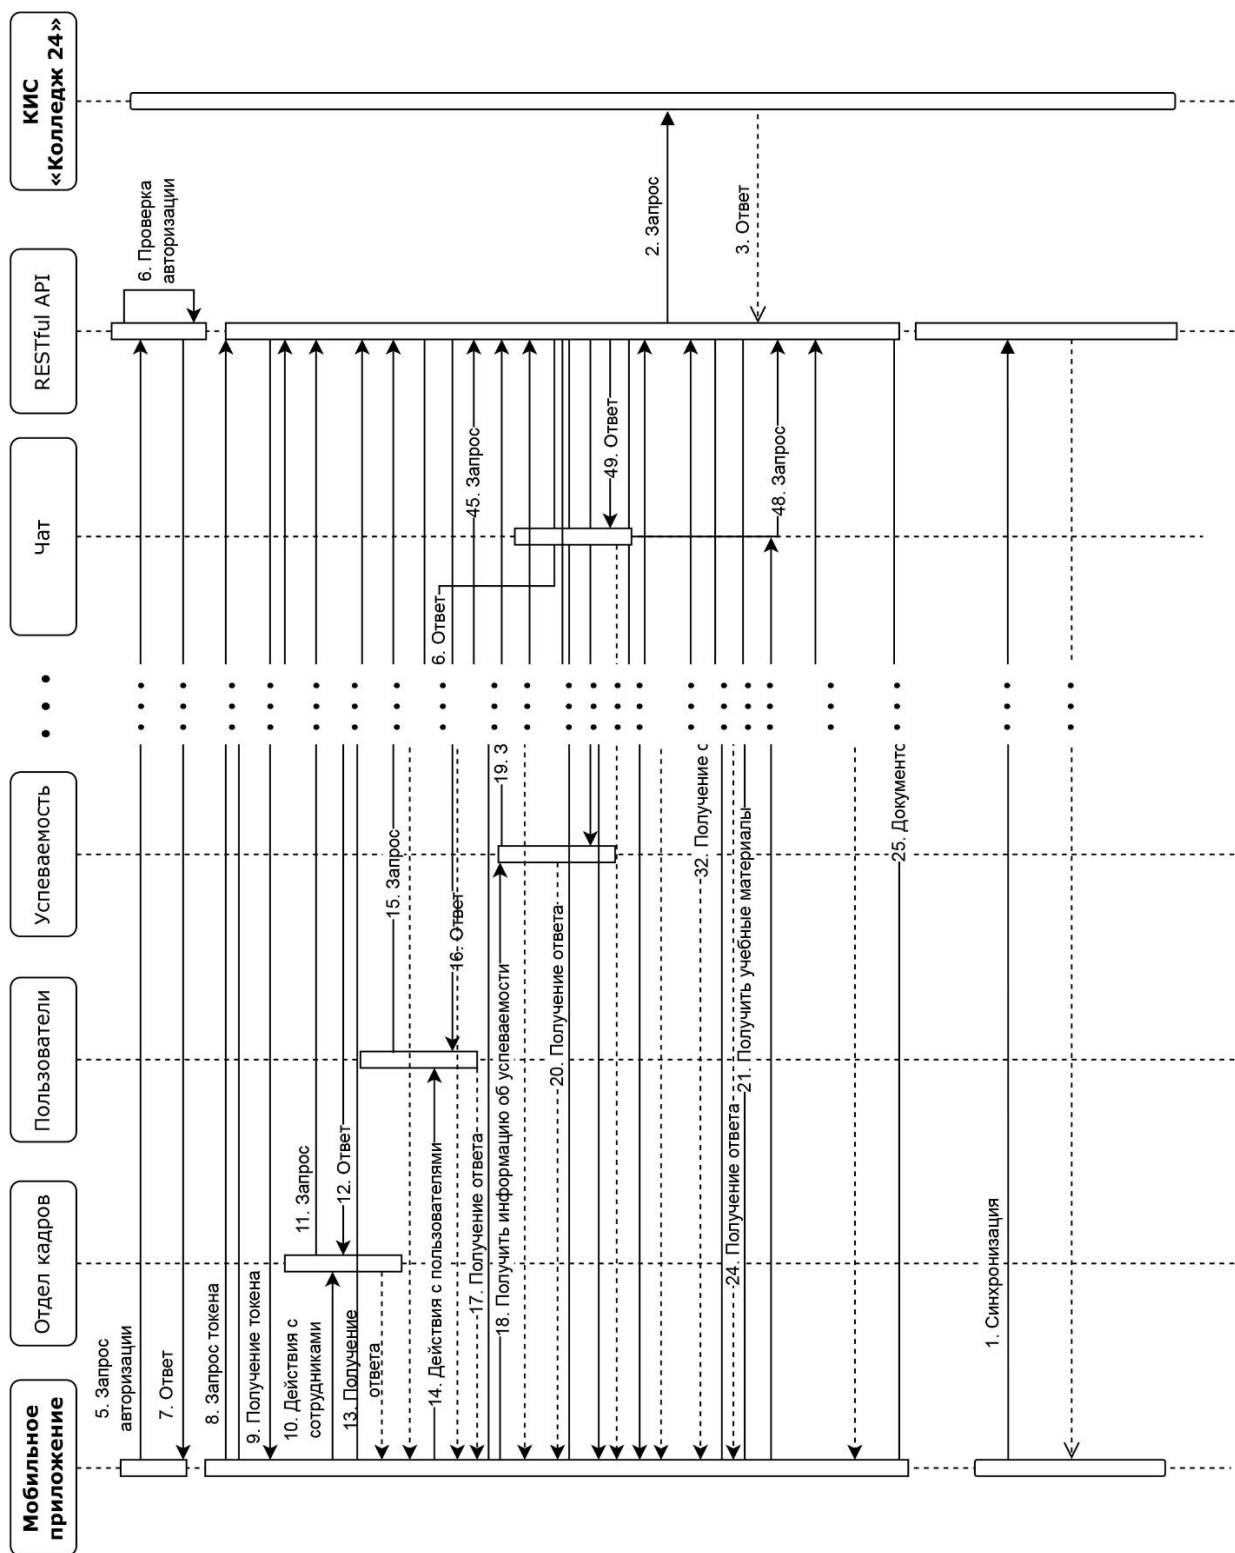 Мобильное
приложение
Отдел кадров
Пользователи
Успеваемость
Чат
RESTful API
КИС
«Колледж 24»
5. Запрос
авторизации
6. Проверка
авторизации
7. Ответ
8. Запрос токена
9. Получение токена
10. Действия с
сотрудниками
11. Запрос
12. Ответ
13. Получение
ответа
14. Действия с пользователями
15. Запрос
16. Ответ
17. Получение ответа
18. Получить информацию об успеваемости
19. З
20. Получение ответа
6. Ответ
45. Запрос
49. Ответ
48. Запрос
2. Запрос
3. Ответ
32. Получение с
24. Получение ответа
21. Получить учебные материалы
25. Документс
1. Синхронизация